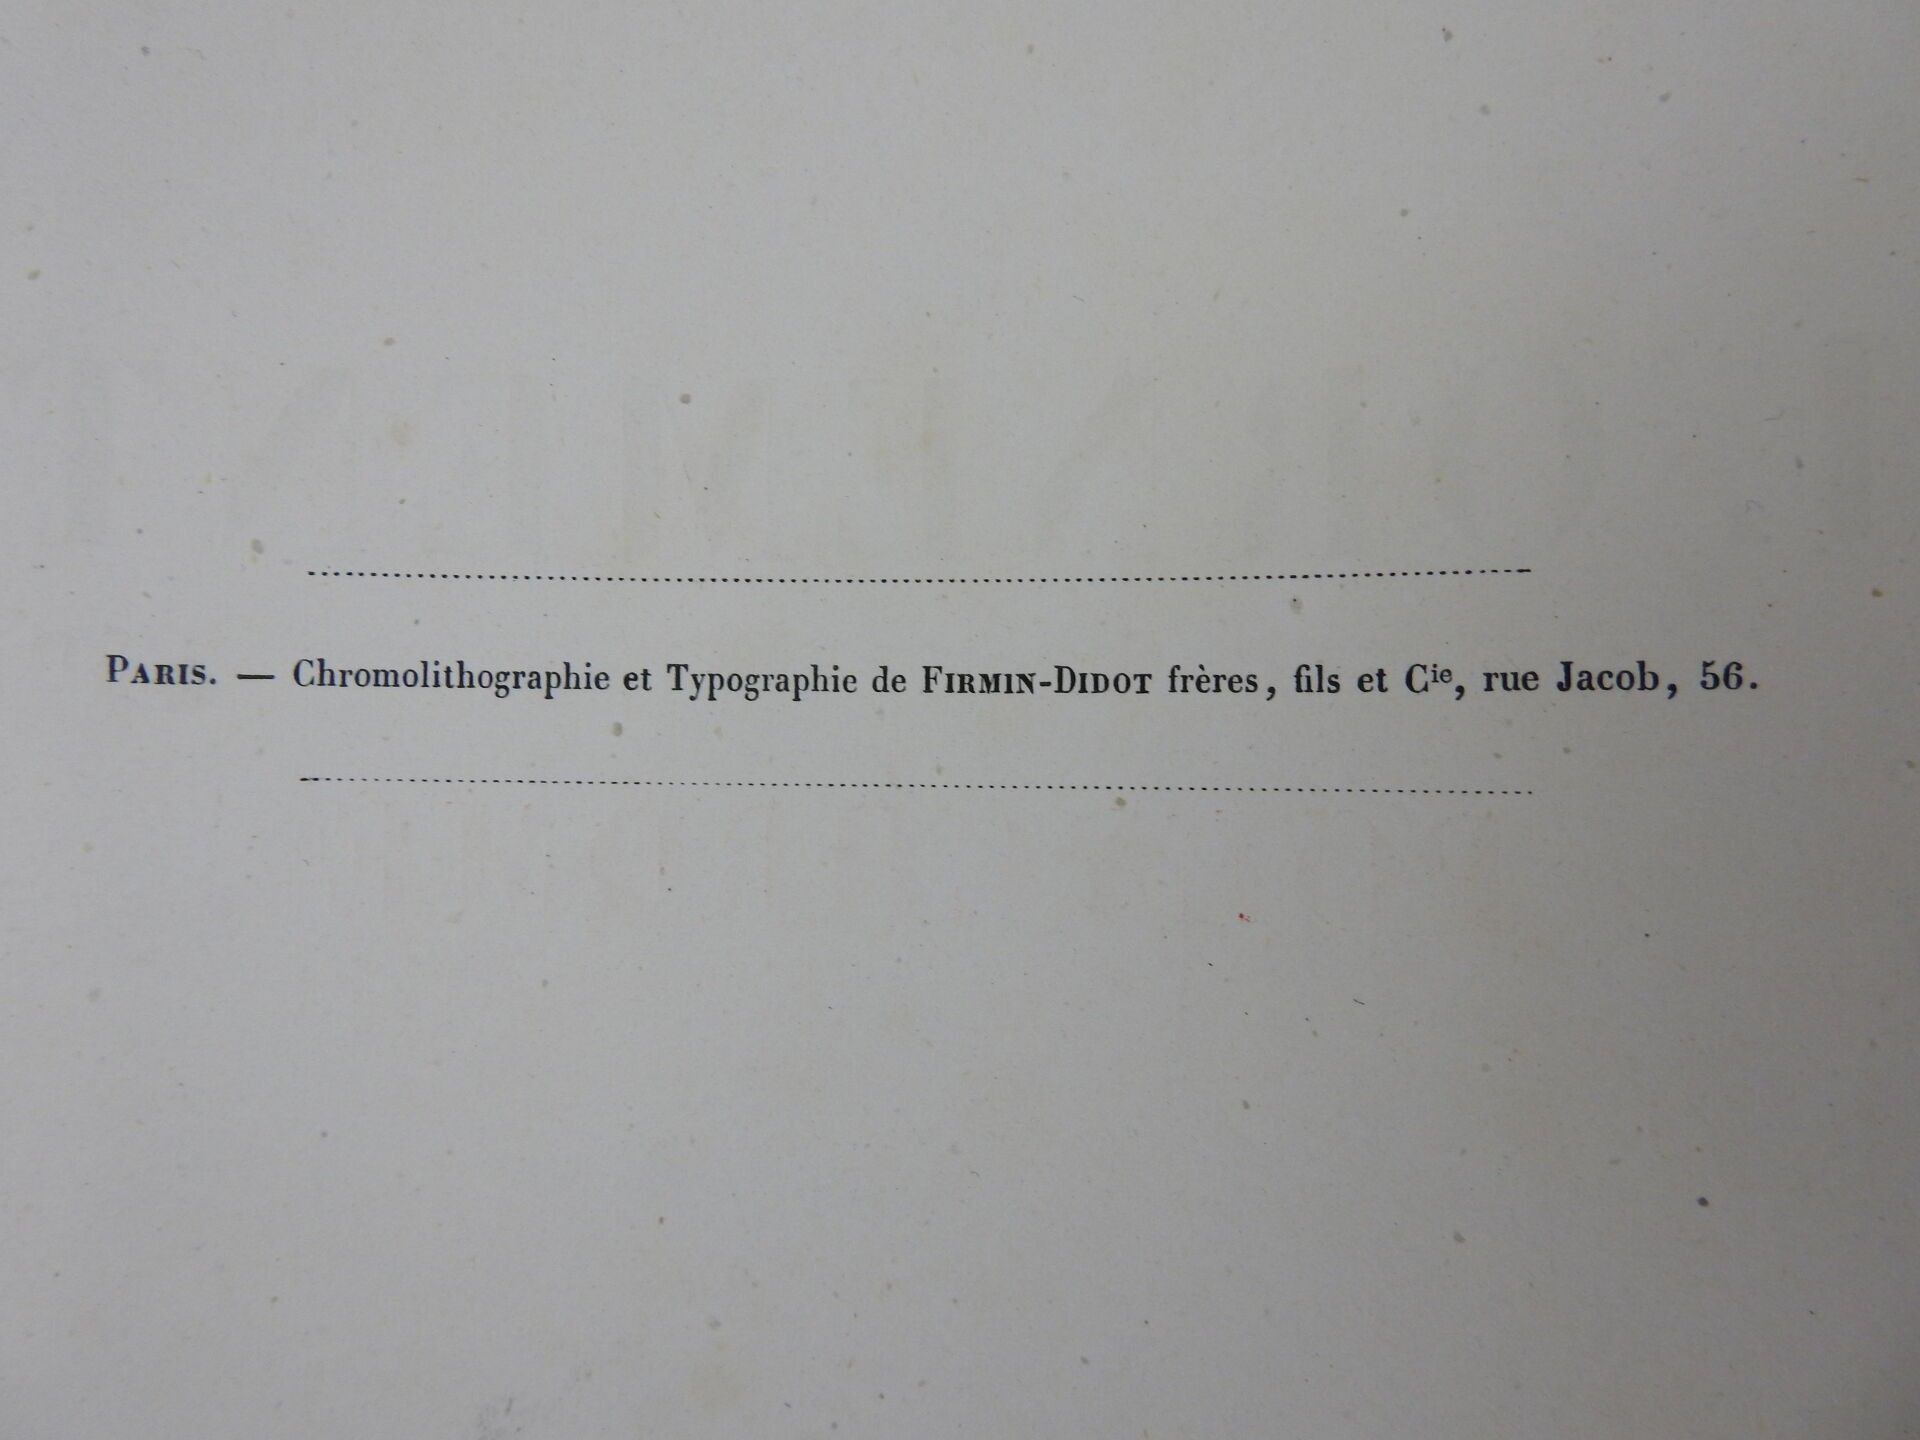 PARIS. — Chromolithographie et Typographie de FIRMIN-DIDOT frères, fils et Cie, rue Jacob, 56.